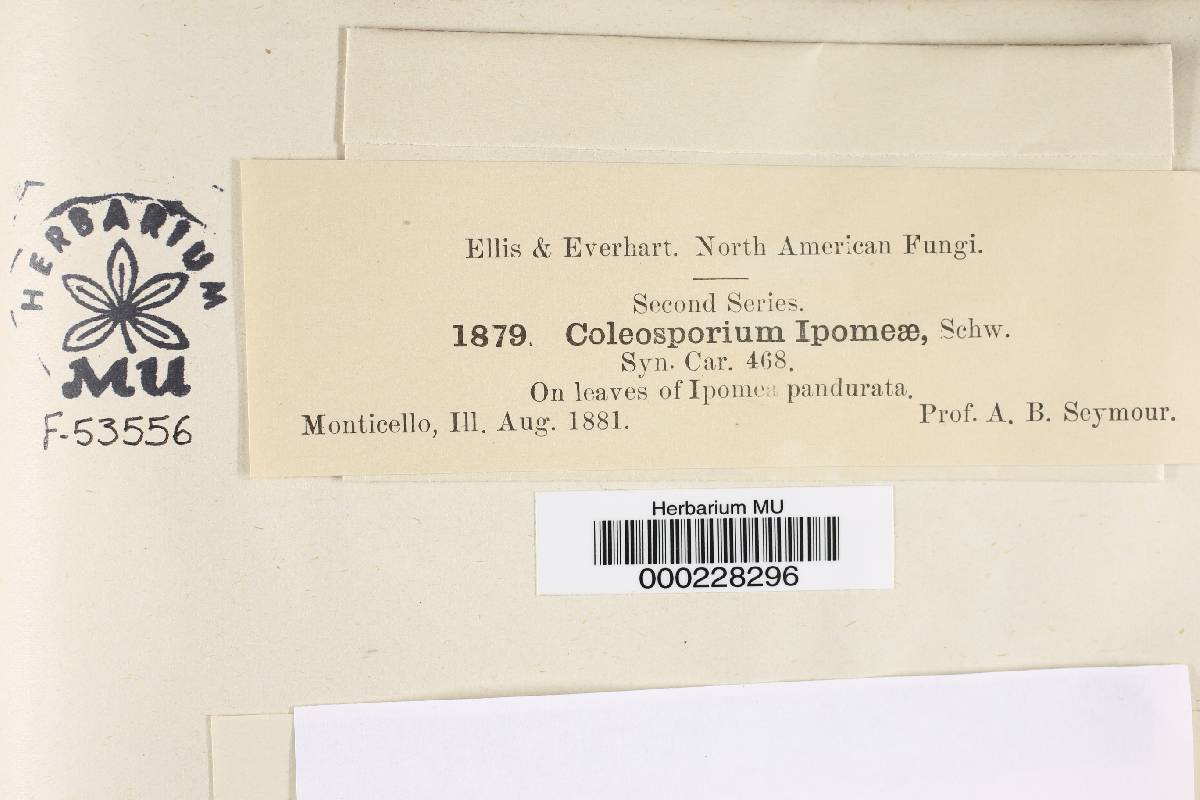 HERBARIUM
MU
F-53556
Ellis & Everhart. North American Fungi.
Second Series.
1879. Coleosporium Ipomeæ, Schw.
Syn. Car. 468.
On leaves of Ipomea pandurata.
Monticello, Ill. Aug. 1881. Prof. A. B. Seymour.
Herbarium MU
000228296